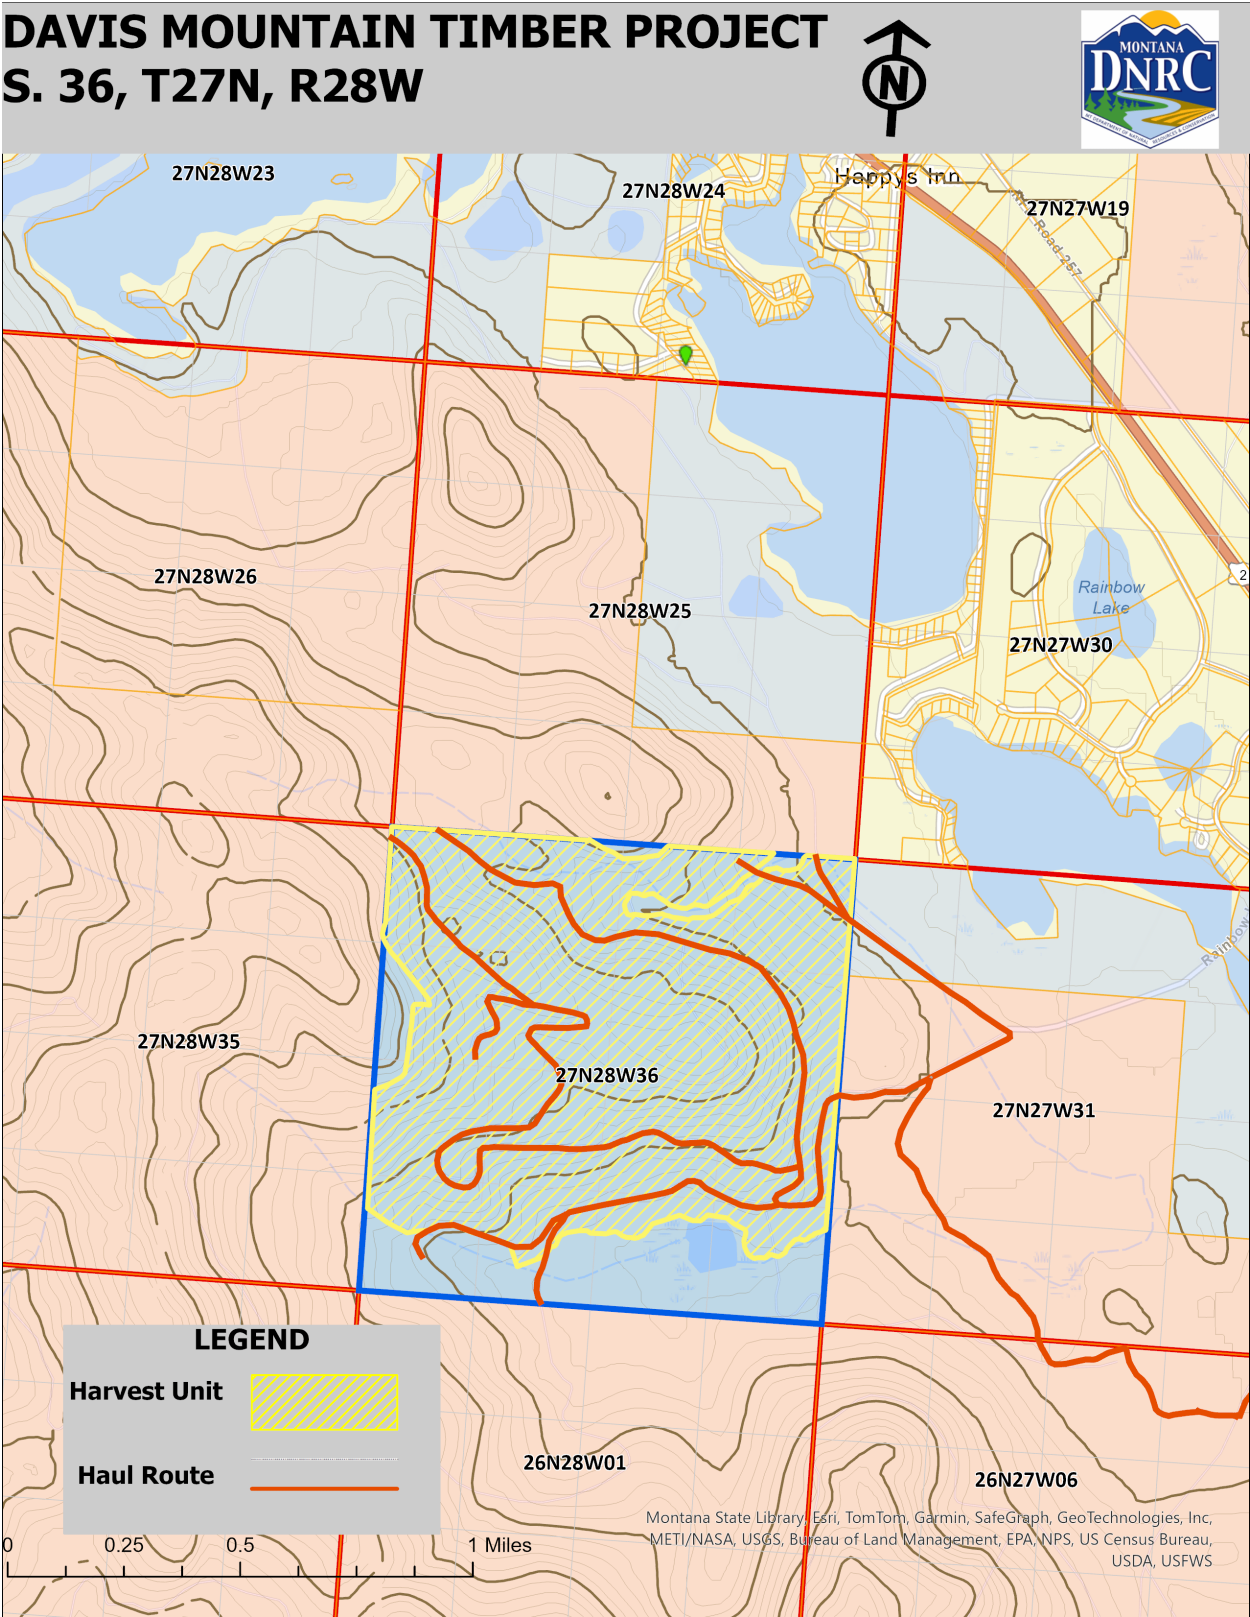 DAVIS MOUNTAIN TIMBER PROJECT
S. 36, T27N, R28W
N
MONTANA
DNRC
27N28W23
27N28W24
Happys Inn
27N27W19
27N28W26
27N28W25
Rainbow
Lake
27N27W30
2
27N28W35
27N28W36
27N27W31
LEGEND
Harvest Unit
Haul Route
26N28W01
26N27W06
0 0.25 0.5 1 Miles
Montana State Library, Esri, TomTom, Garmin, SafeGraph, GeoTechnologies, Inc,
METI/NASA, USGS, Bureau of Land Management, EPA, NPS, US Census Bureau,
USDA, USFWS